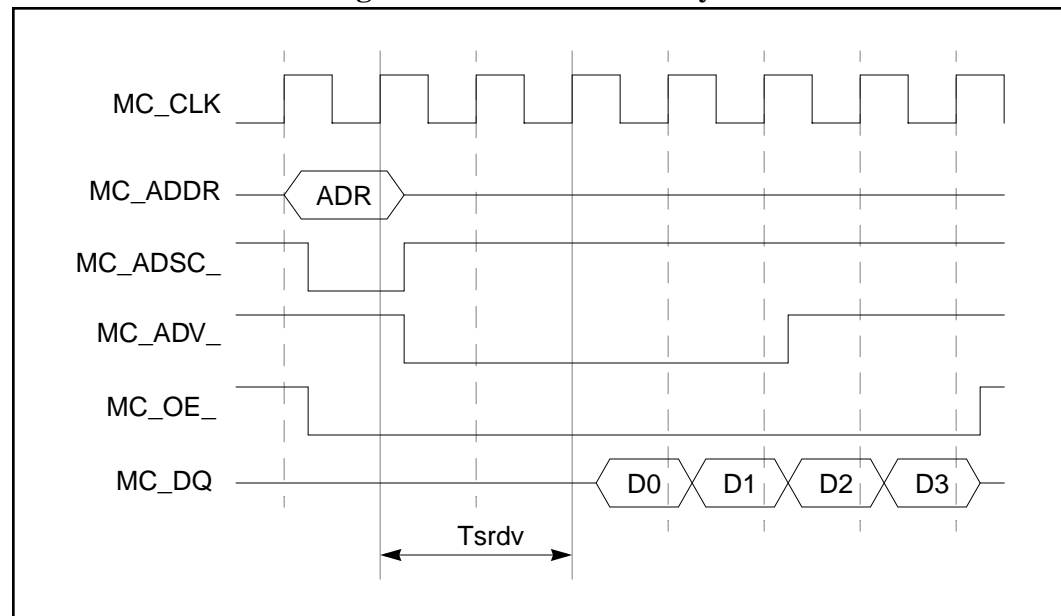 MC_CLK
MC_ADDR
ADR
MC_ADSC_
MC_ADV_
MC_OE_
MC_DQ
D0 D1 D2 D3
Tsrdv